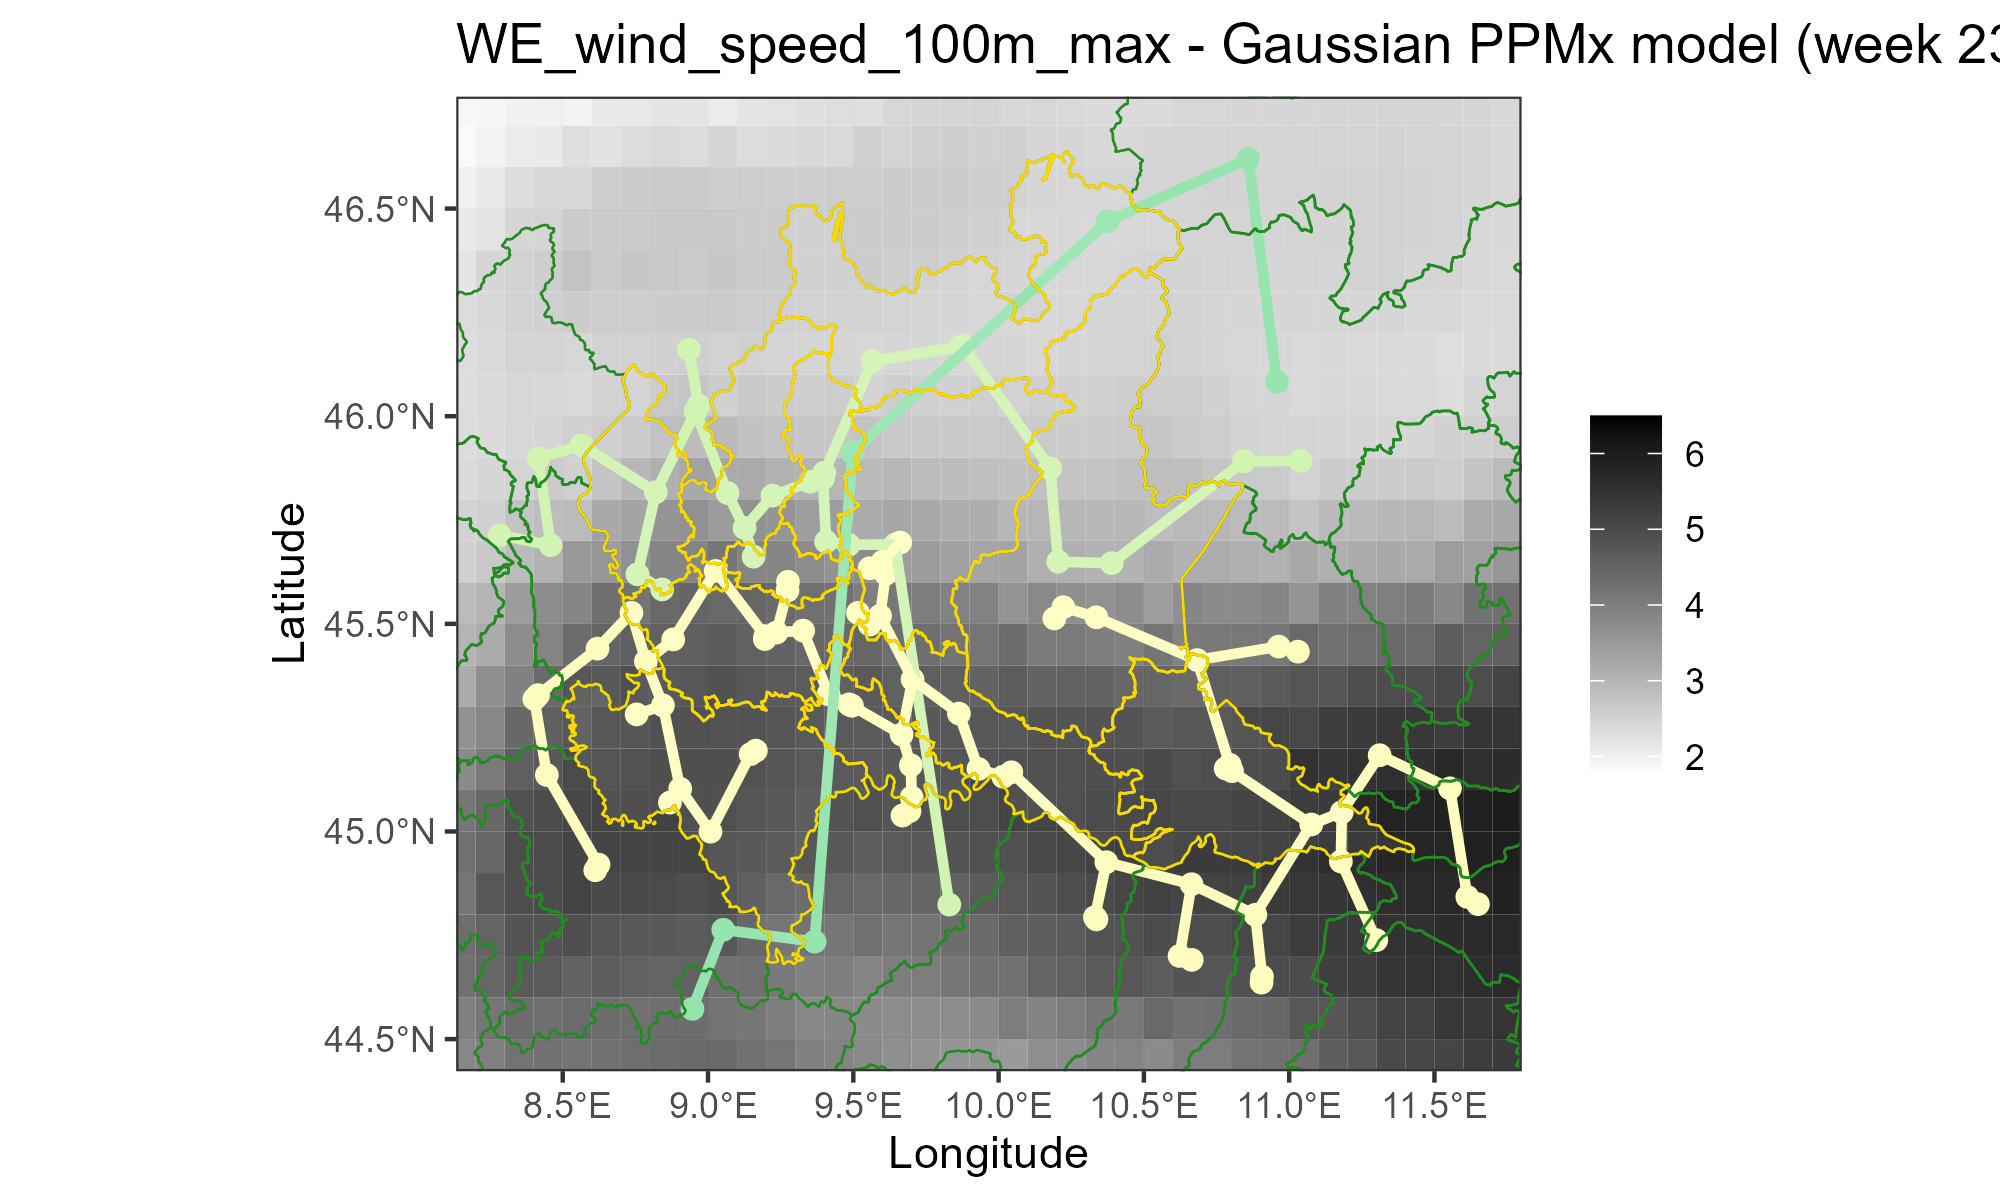 WE_wind_speed_100m_max - Gaussian PPMx model (week 23
46.5°N
46.0°N
45.5°N
45.0°N
44.5°N
Latitude
8.5°E 9.0°E 9.5°E 10.0°E 10.5°E 11.0°E 11.5°E
Longitude
6
5
4
3
2